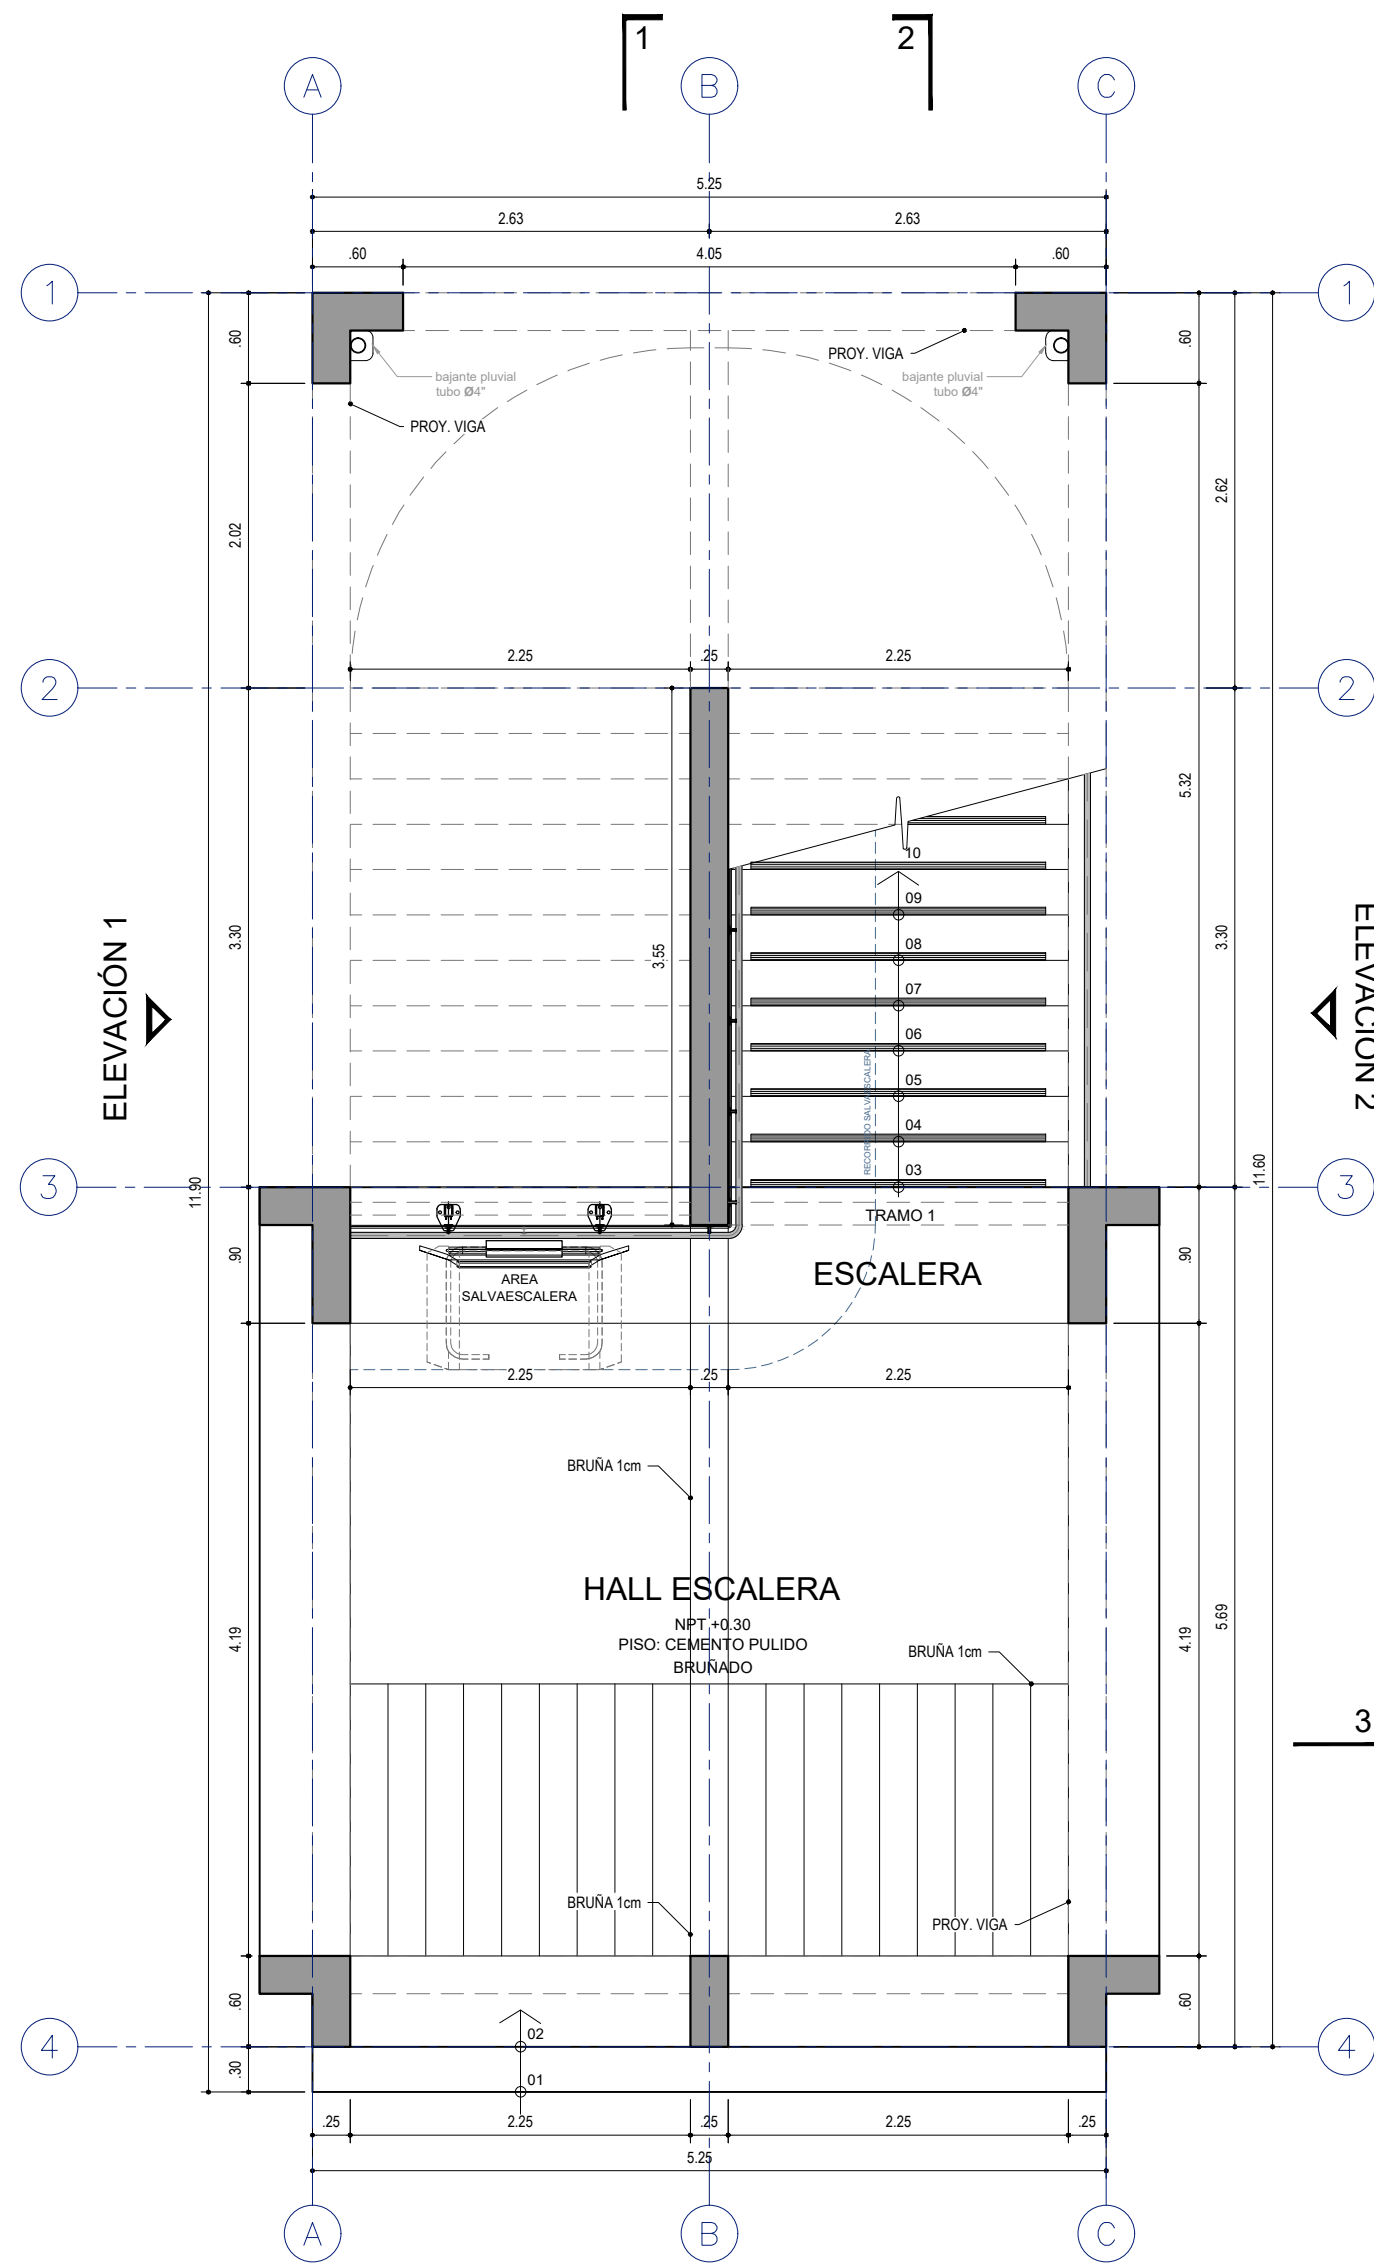 1
2
A
B
C
5.25
2.63
2.63
.60
4.05
.60
1
1
.60
.60
PROY. VIGA
bajante pluvial
tubo Ø4"
bajante pluvial
tubo Ø4"
PROY. VIGA
2.62
2.02
2.25
.25
2.25
2
2
5.32
10
09
ELEVACIÓN 1
3.30
3.55
08
3.30
ELEVACIÓN 2
07
06
RECORRIDO SALVAESCALERA
05
04
03
3
3
11.90
11.60
TRAMO 1
.90
.90
ESCALERA
AREA
SALVAESCALERA
2.25
.25
2.25
BRUÑA 1cm
HALL ESCALERA
NPT +0.30
PISO: CEMENTO PULIDO
BRUÑADO
4.19
BRUÑA 1cm
4.19
5.69
3
BRUÑA 1cm
PROY. VIGA
.60
.60
02
4
4
.30
01
.25
2.25
.25
2.25
.25
5.25
A
B
C